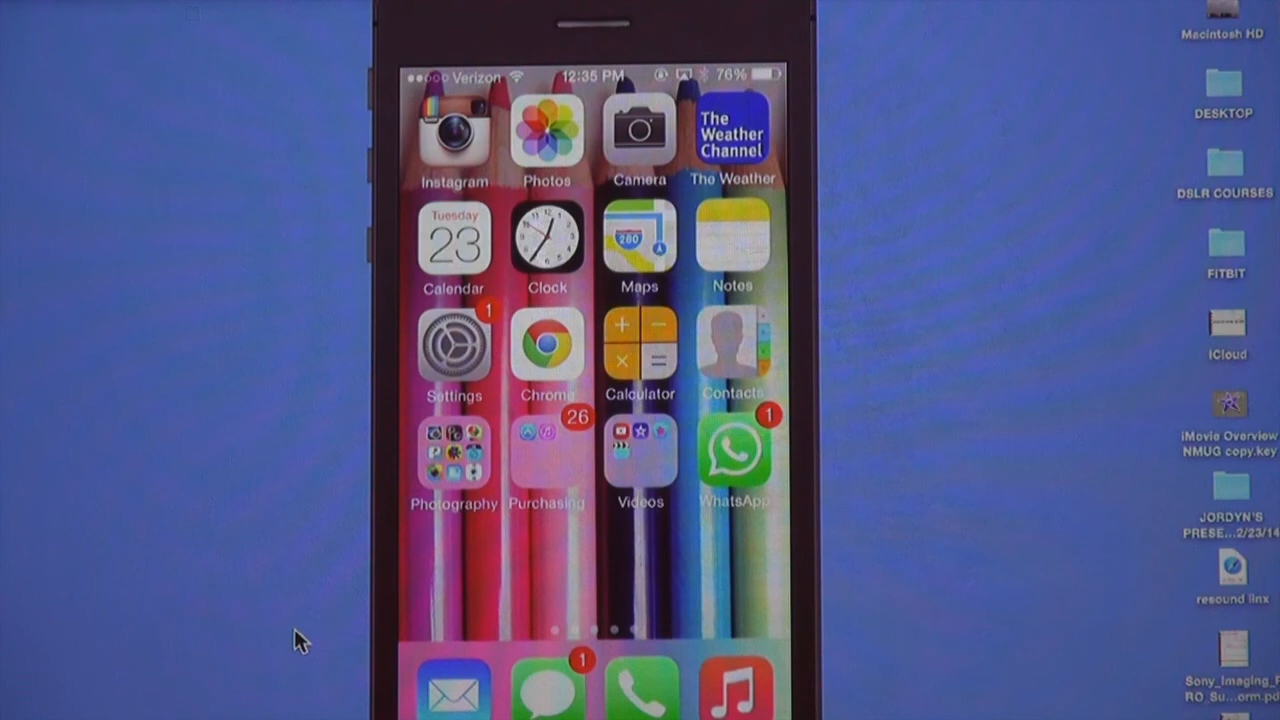 Verizon 12:35 PM 76%
The
Weather
Channel
Instagram Photos Camera The Weather
Tuesday
23
280
Calendar Clock Maps Notes
1
Settings Chrome Calculator Contacts
26
1
Photography Purchasing Videos WhatsApp
1
Macintosh HD
DESKTOP
DSLR COURSES
FITBIT
iCloud
iMovie Overview
NMUG copy.key
JORDYN'S
PRESE...2/23/14
resound linx
Sony_Imaging_P
RO_Su...orm.pd